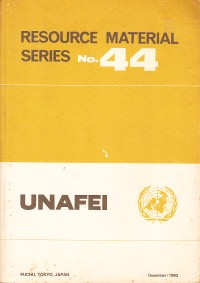 RESOURCE MATERIAL
SERIES No. 44
UNAFEI
FUCHU, TOKYO, JAPAN
December / 1993